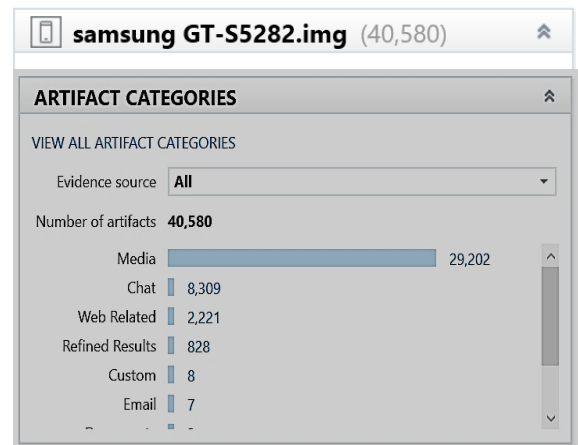 samsung GT-S5282.img (40,580)
ARTIFACT CATEGORIES
VIEW ALL ARTIFACT CATEGORIES
Evidence source All
Number of artifacts 40,580
Media 29,202
Chat 8,309
Web Related 2,221
Refined Results 828
Custom 8
Email 7